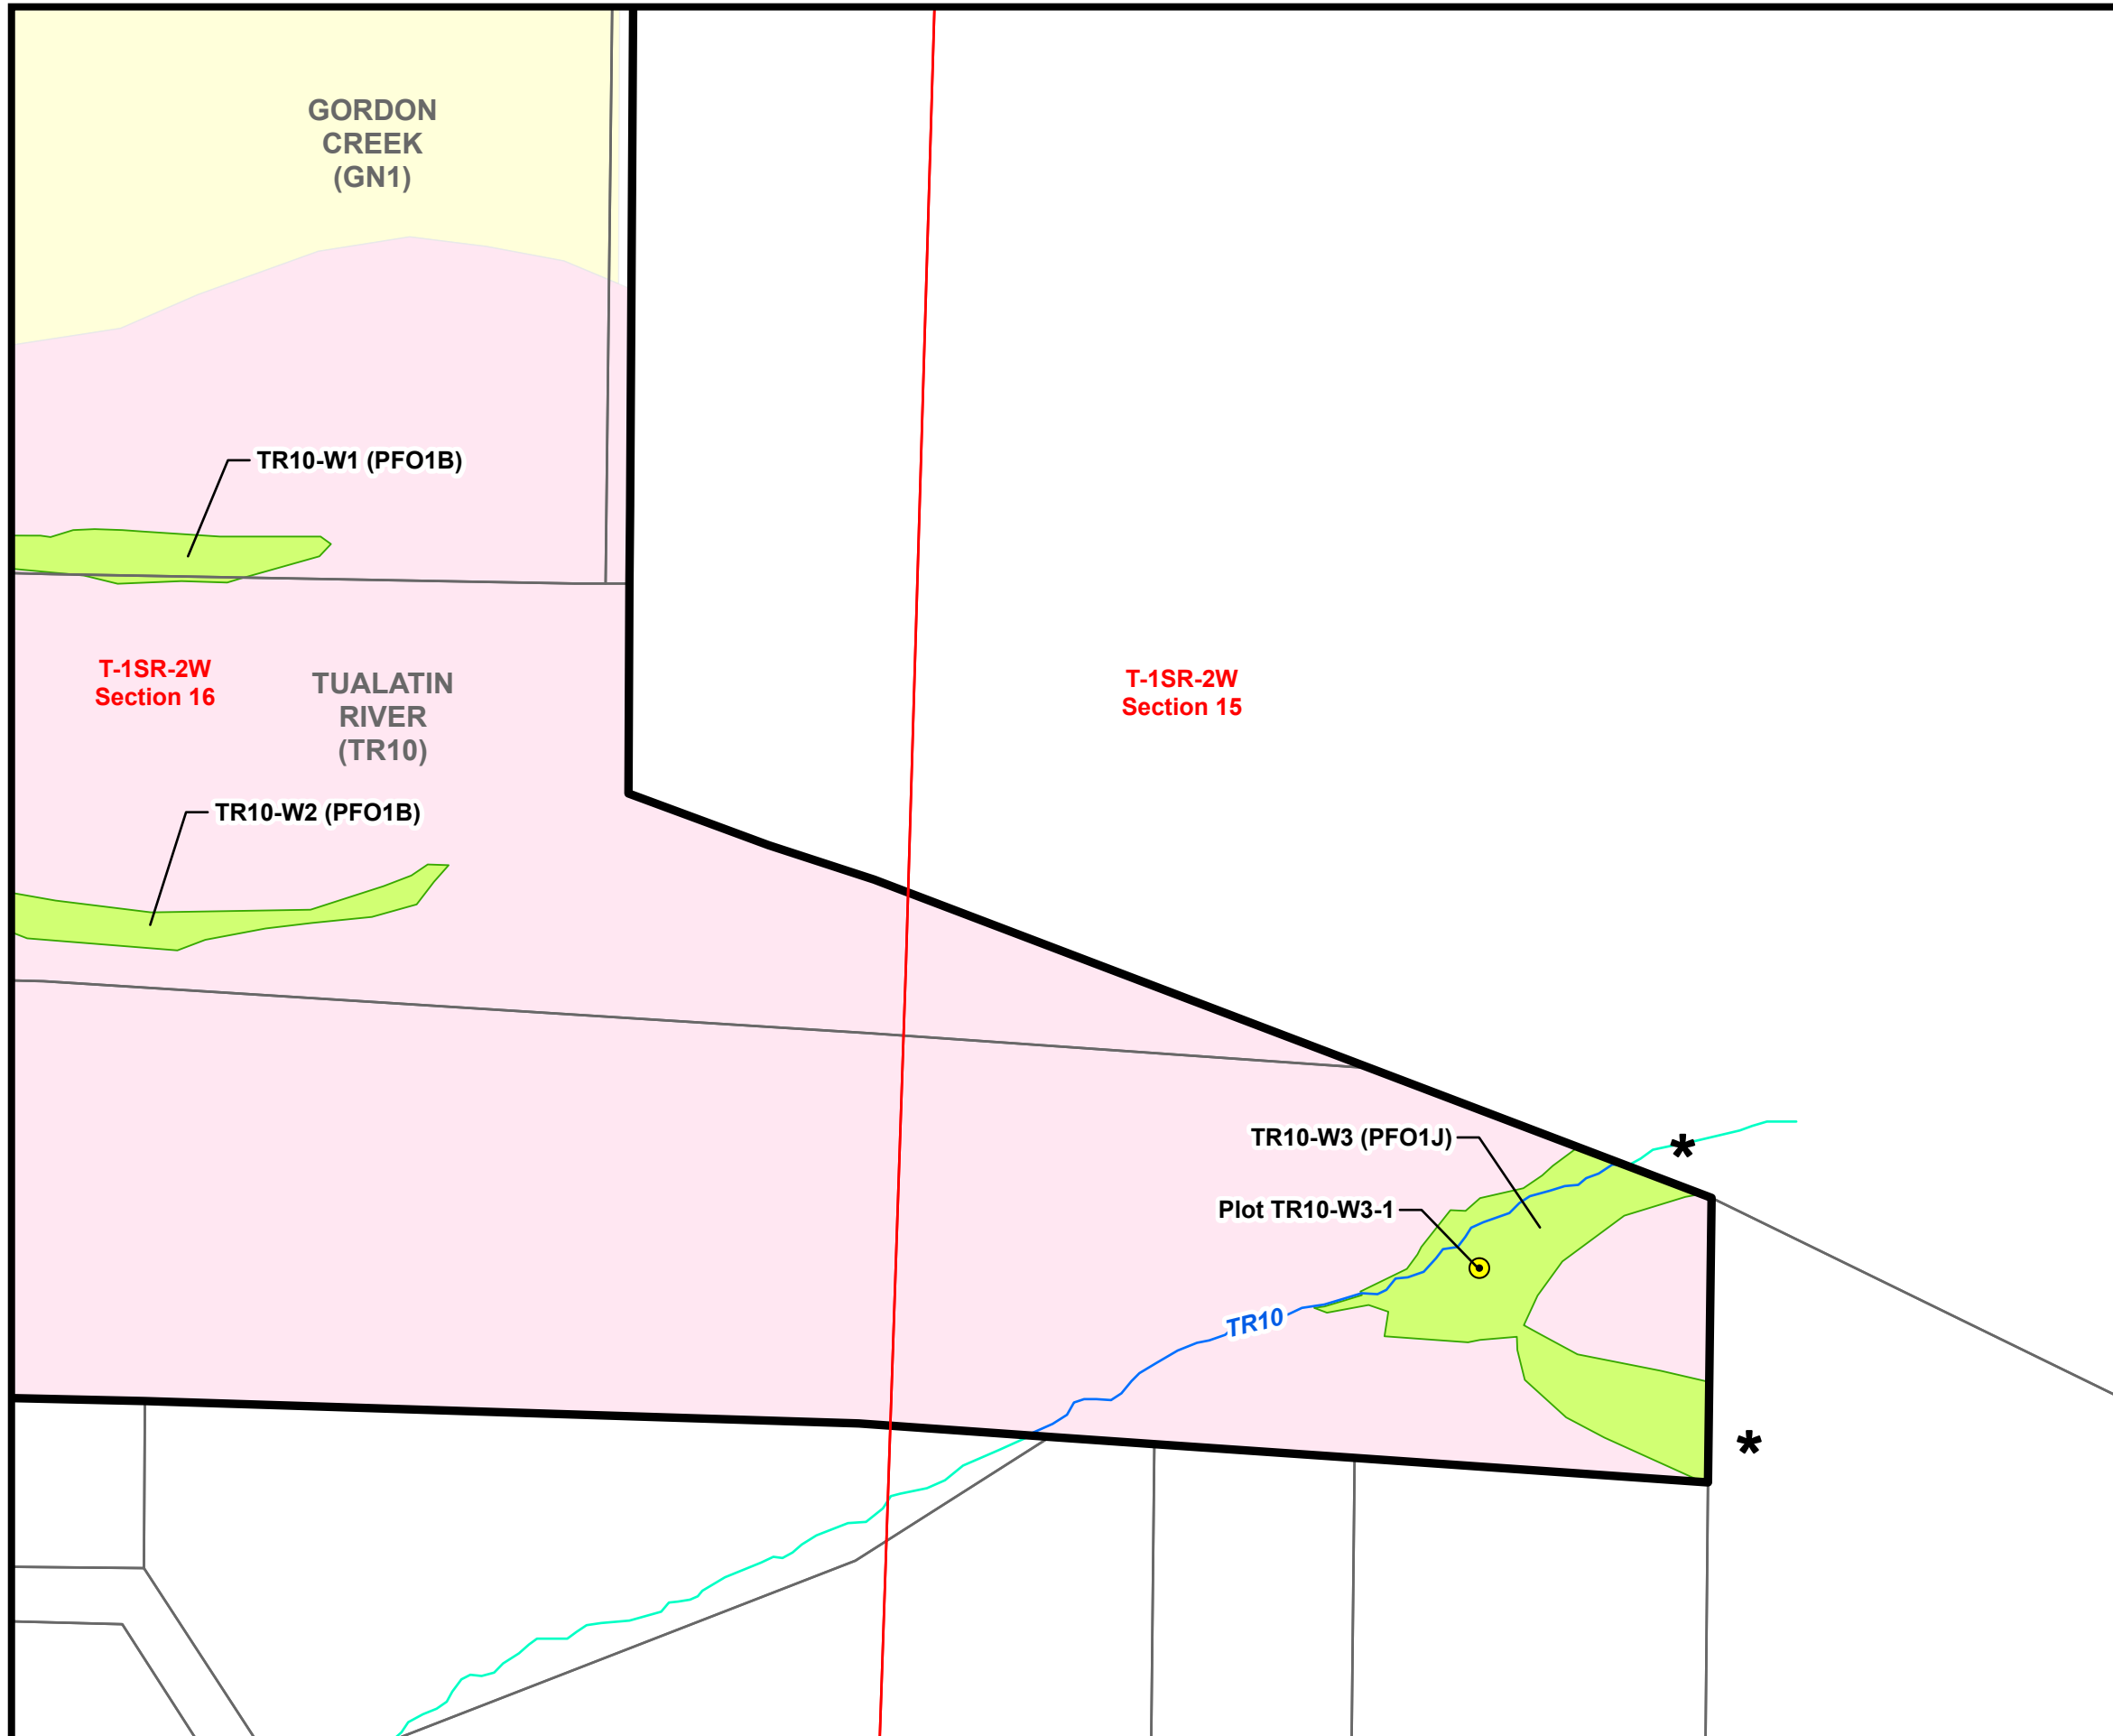 GORDON
CREEK
(GN1)
TR10-W1 (PFO1B)
T-1SR-2W
Section 16
TUALATIN
RIVER
(TR10)
T-1SR-2W
Section 15
TR10-W2 (PFO1B)
TR10-W3 (PFO1J)
*
Plot TR10-W3-1
TR10
*